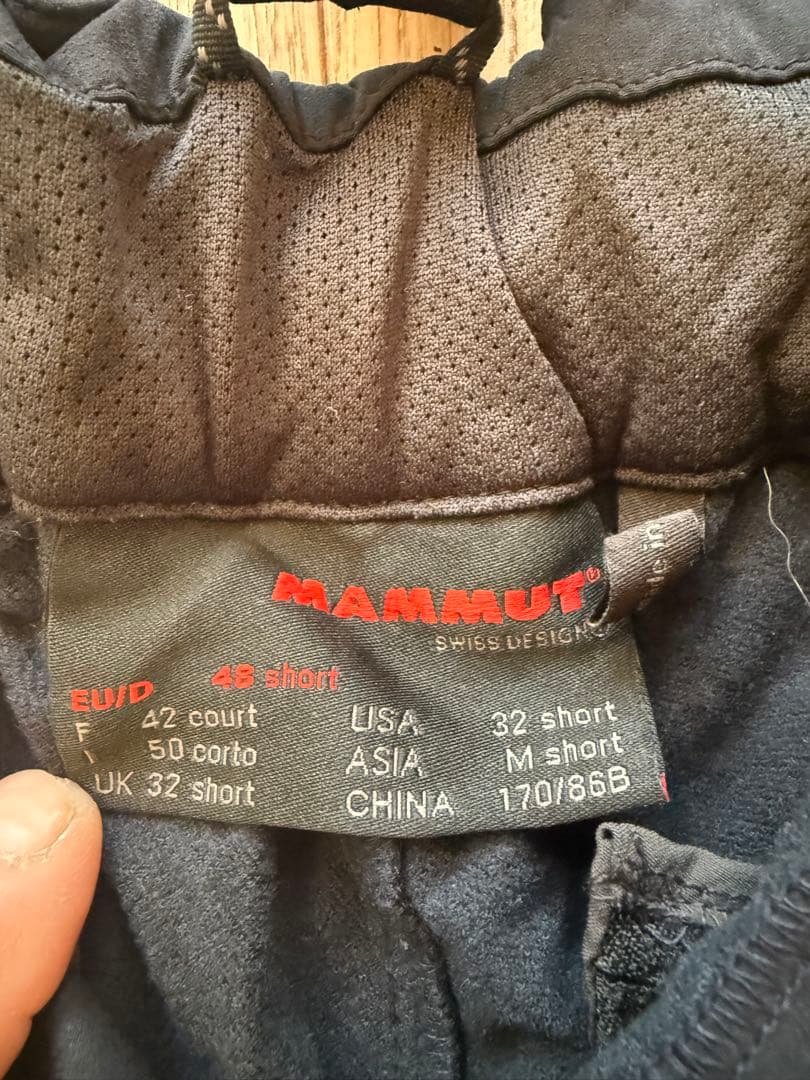 MAMMUT®
SWISS DESIGN
EU/D 48 short
F 42 court USA 32 short
50 corto ASIA M short
UK 32 short CHINA 170/86B
in